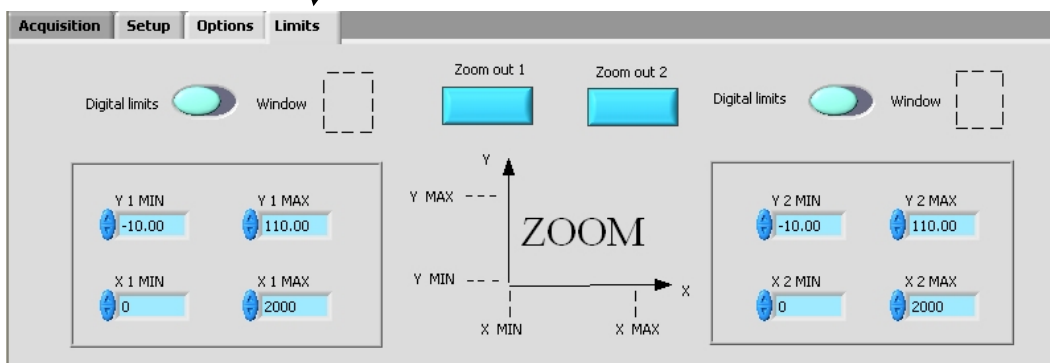 Acquisition Setup Options Limits
Zoom out 1 Zoom out 2
Digital limits Window Digital limits Window
Y
Y MAX
Y 1 MIN Y 1 MAX Y 2 MIN Y 2 MAX
-10.00 110.00 ZOOM -10.00 110.00
Y MIN
X 1 MIN X 1 MAX X X 2 MIN X 2 MAX
0 2000 0 2000
X MIN X MAX